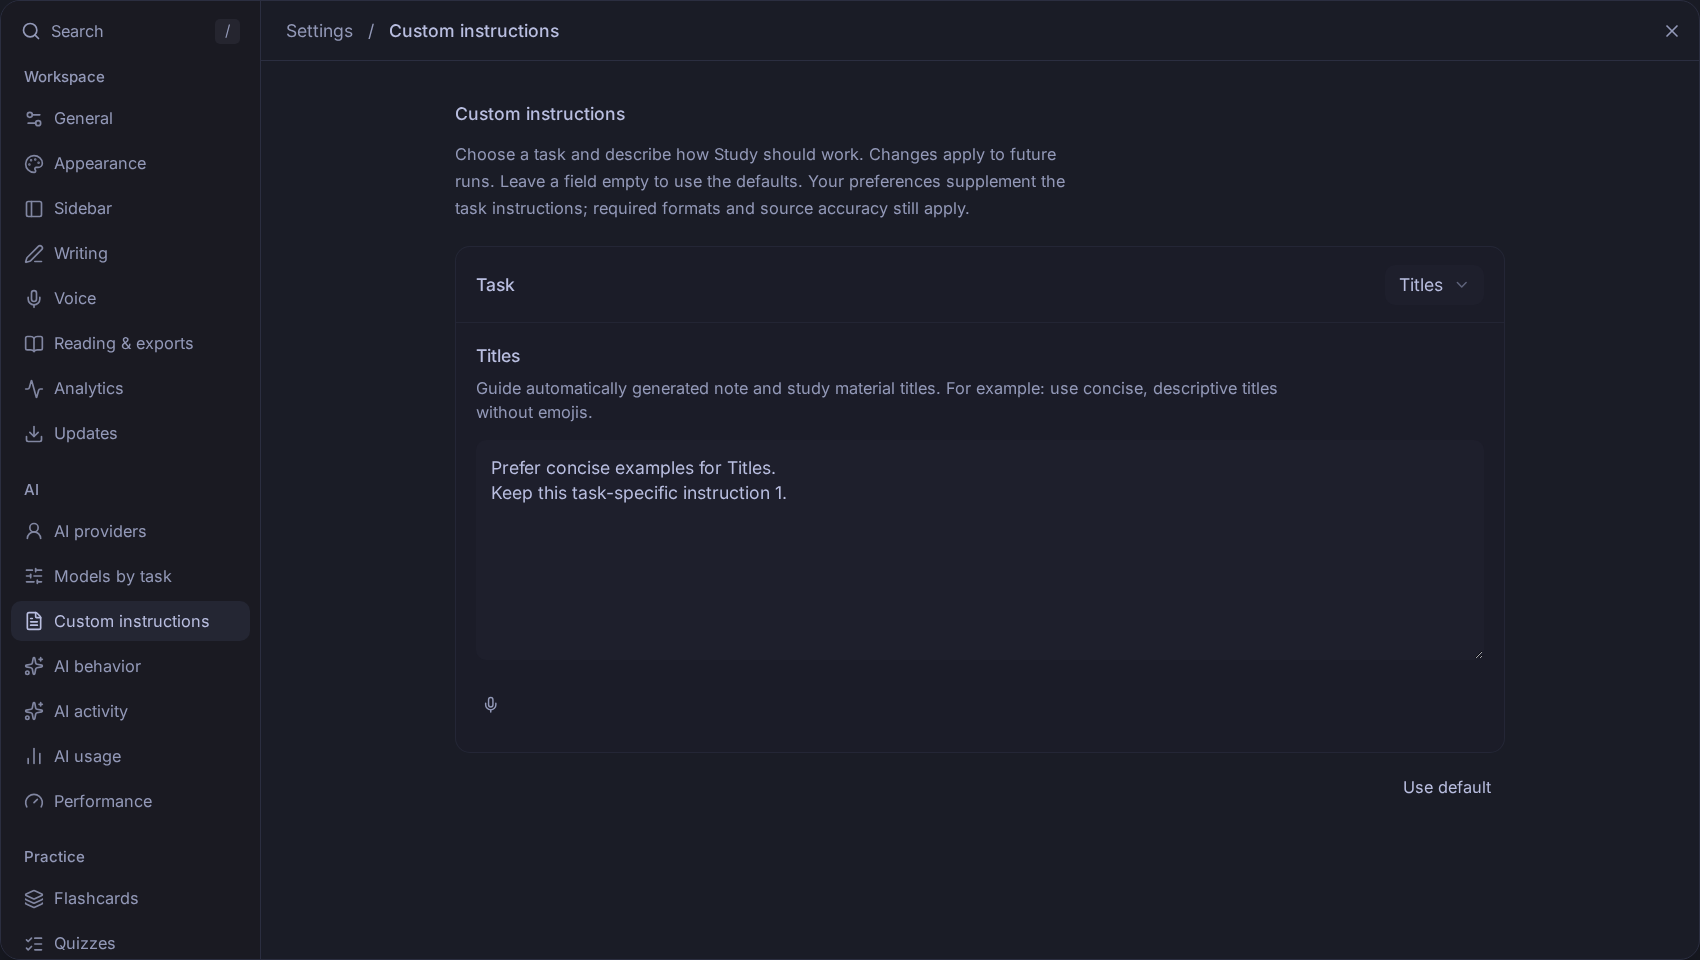 Search
/
Workspace
General
Appearance
Sidebar
Writing
Voice
Reading & exports
Analytics
Updates
AI
AI providers
Models by task
Custom instructions
AI behavior
AI activity
AI usage
Performance
Practice
Flashcards
Quizzes
Settings / Custom instructions
Custom instructions
Choose a task and describe how Study should work. Changes apply to future
runs. Leave a field empty to use the defaults. Your preferences supplement the
task instructions; required formats and source accuracy still apply.
Task
Titles
Titles
Guide automatically generated note and study material titles. For example: use concise, descriptive titles
without emojis.
Prefer concise examples for Titles.
Keep this task-specific instruction 1.
Use default